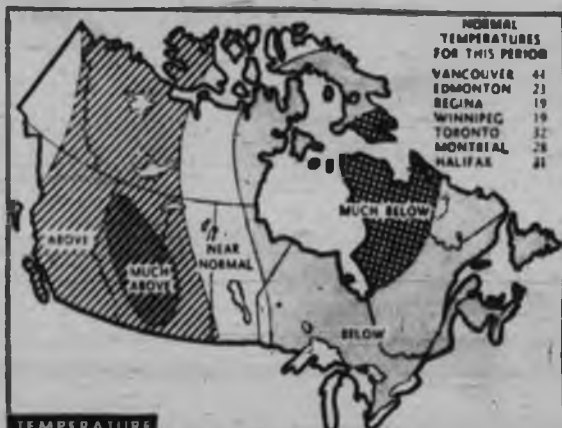 NORMAL
TEMPERATURES
FOR THIS PERIOD
VANCOUVER 44
EDMONTON 23
REGINA 19
WINNIPEG 19
TORONTO 32
MONTREAL 28
HALIFAX
ABOVE
MUCH
ABOVE
NEAR
NORMAL
MUCH BELOW
BELOW
TEMPERATURE